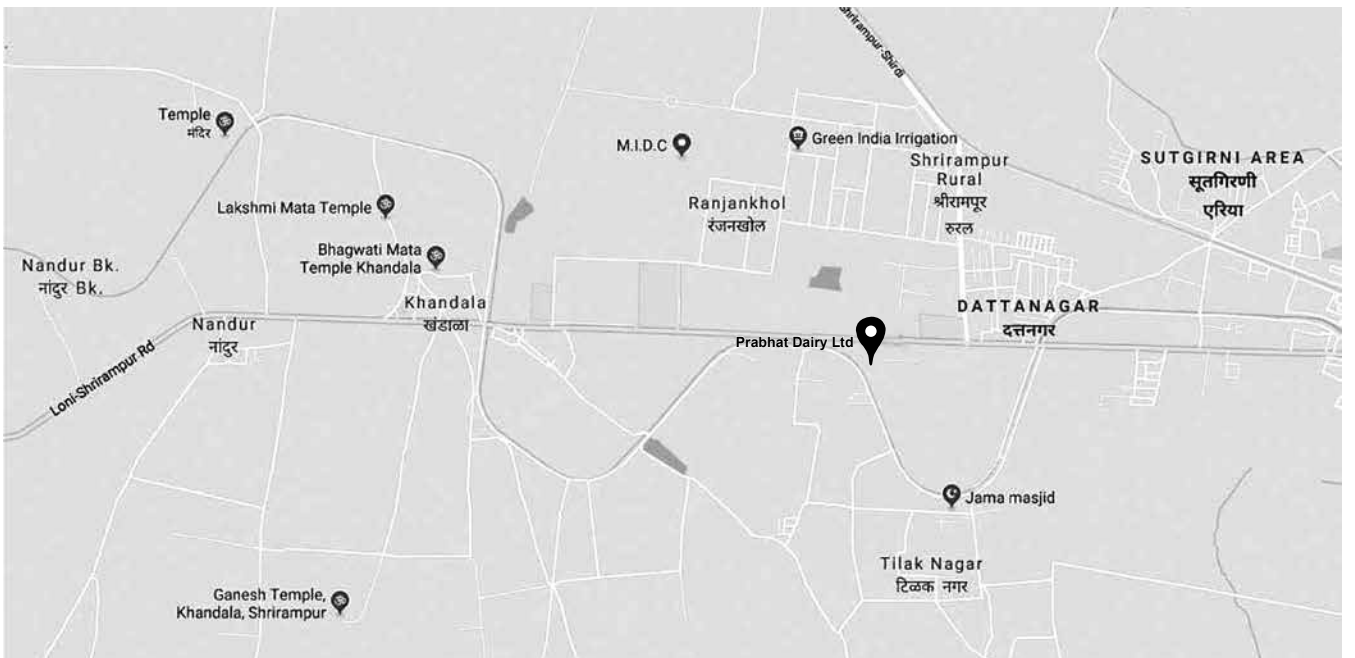 Shrirampur-Shirdi
Temple
मंदिर
M.I.D.C
Green India Irrigation
Shrirampur
Rural
श्रीरामपूर
रुरल
SUTGIRNI AREA
सूतगिरणी
एरिया
Lakshmi Mata Temple
Ranjankhol
रंजनखोल
Bhagwati Mata
Temple Khandala
Nandur Bk.
नांदुर Bk.
Khandala
खंडाळा
DATTANAGAR
दत्तनगर
Nandur
नांदुर
Prabhat Dairy Ltd
Loni-Shrirampur Rd
Jama masjid
Tilak Nagar
टिळक नगर
Ganesh Temple,
Khandala, Shrirampur